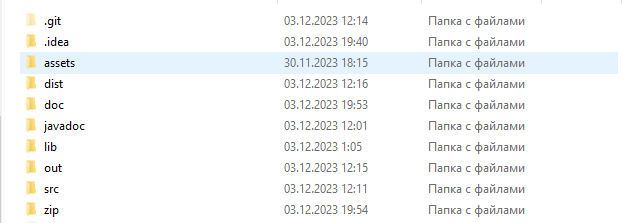 .git 03.12.2023 12:14 Папка с файлами
.idea 03.12.2023 19:40 Папка с файлами
assets 30.11.2023 18:15 Папка с файлами
dist 03.12.2023 12:16 Папка с файлами
doc 03.12.2023 19:53 Папка с файлами
javadoc 03.12.2023 12:01 Папка с файлами
lib 03.12.2023 1:05 Папка с файлами
out 03.12.2023 12:15 Папка с файлами
src 03.12.2023 12:11 Папка с файлами
zip 03.12.2023 19:54 Папка с файлами